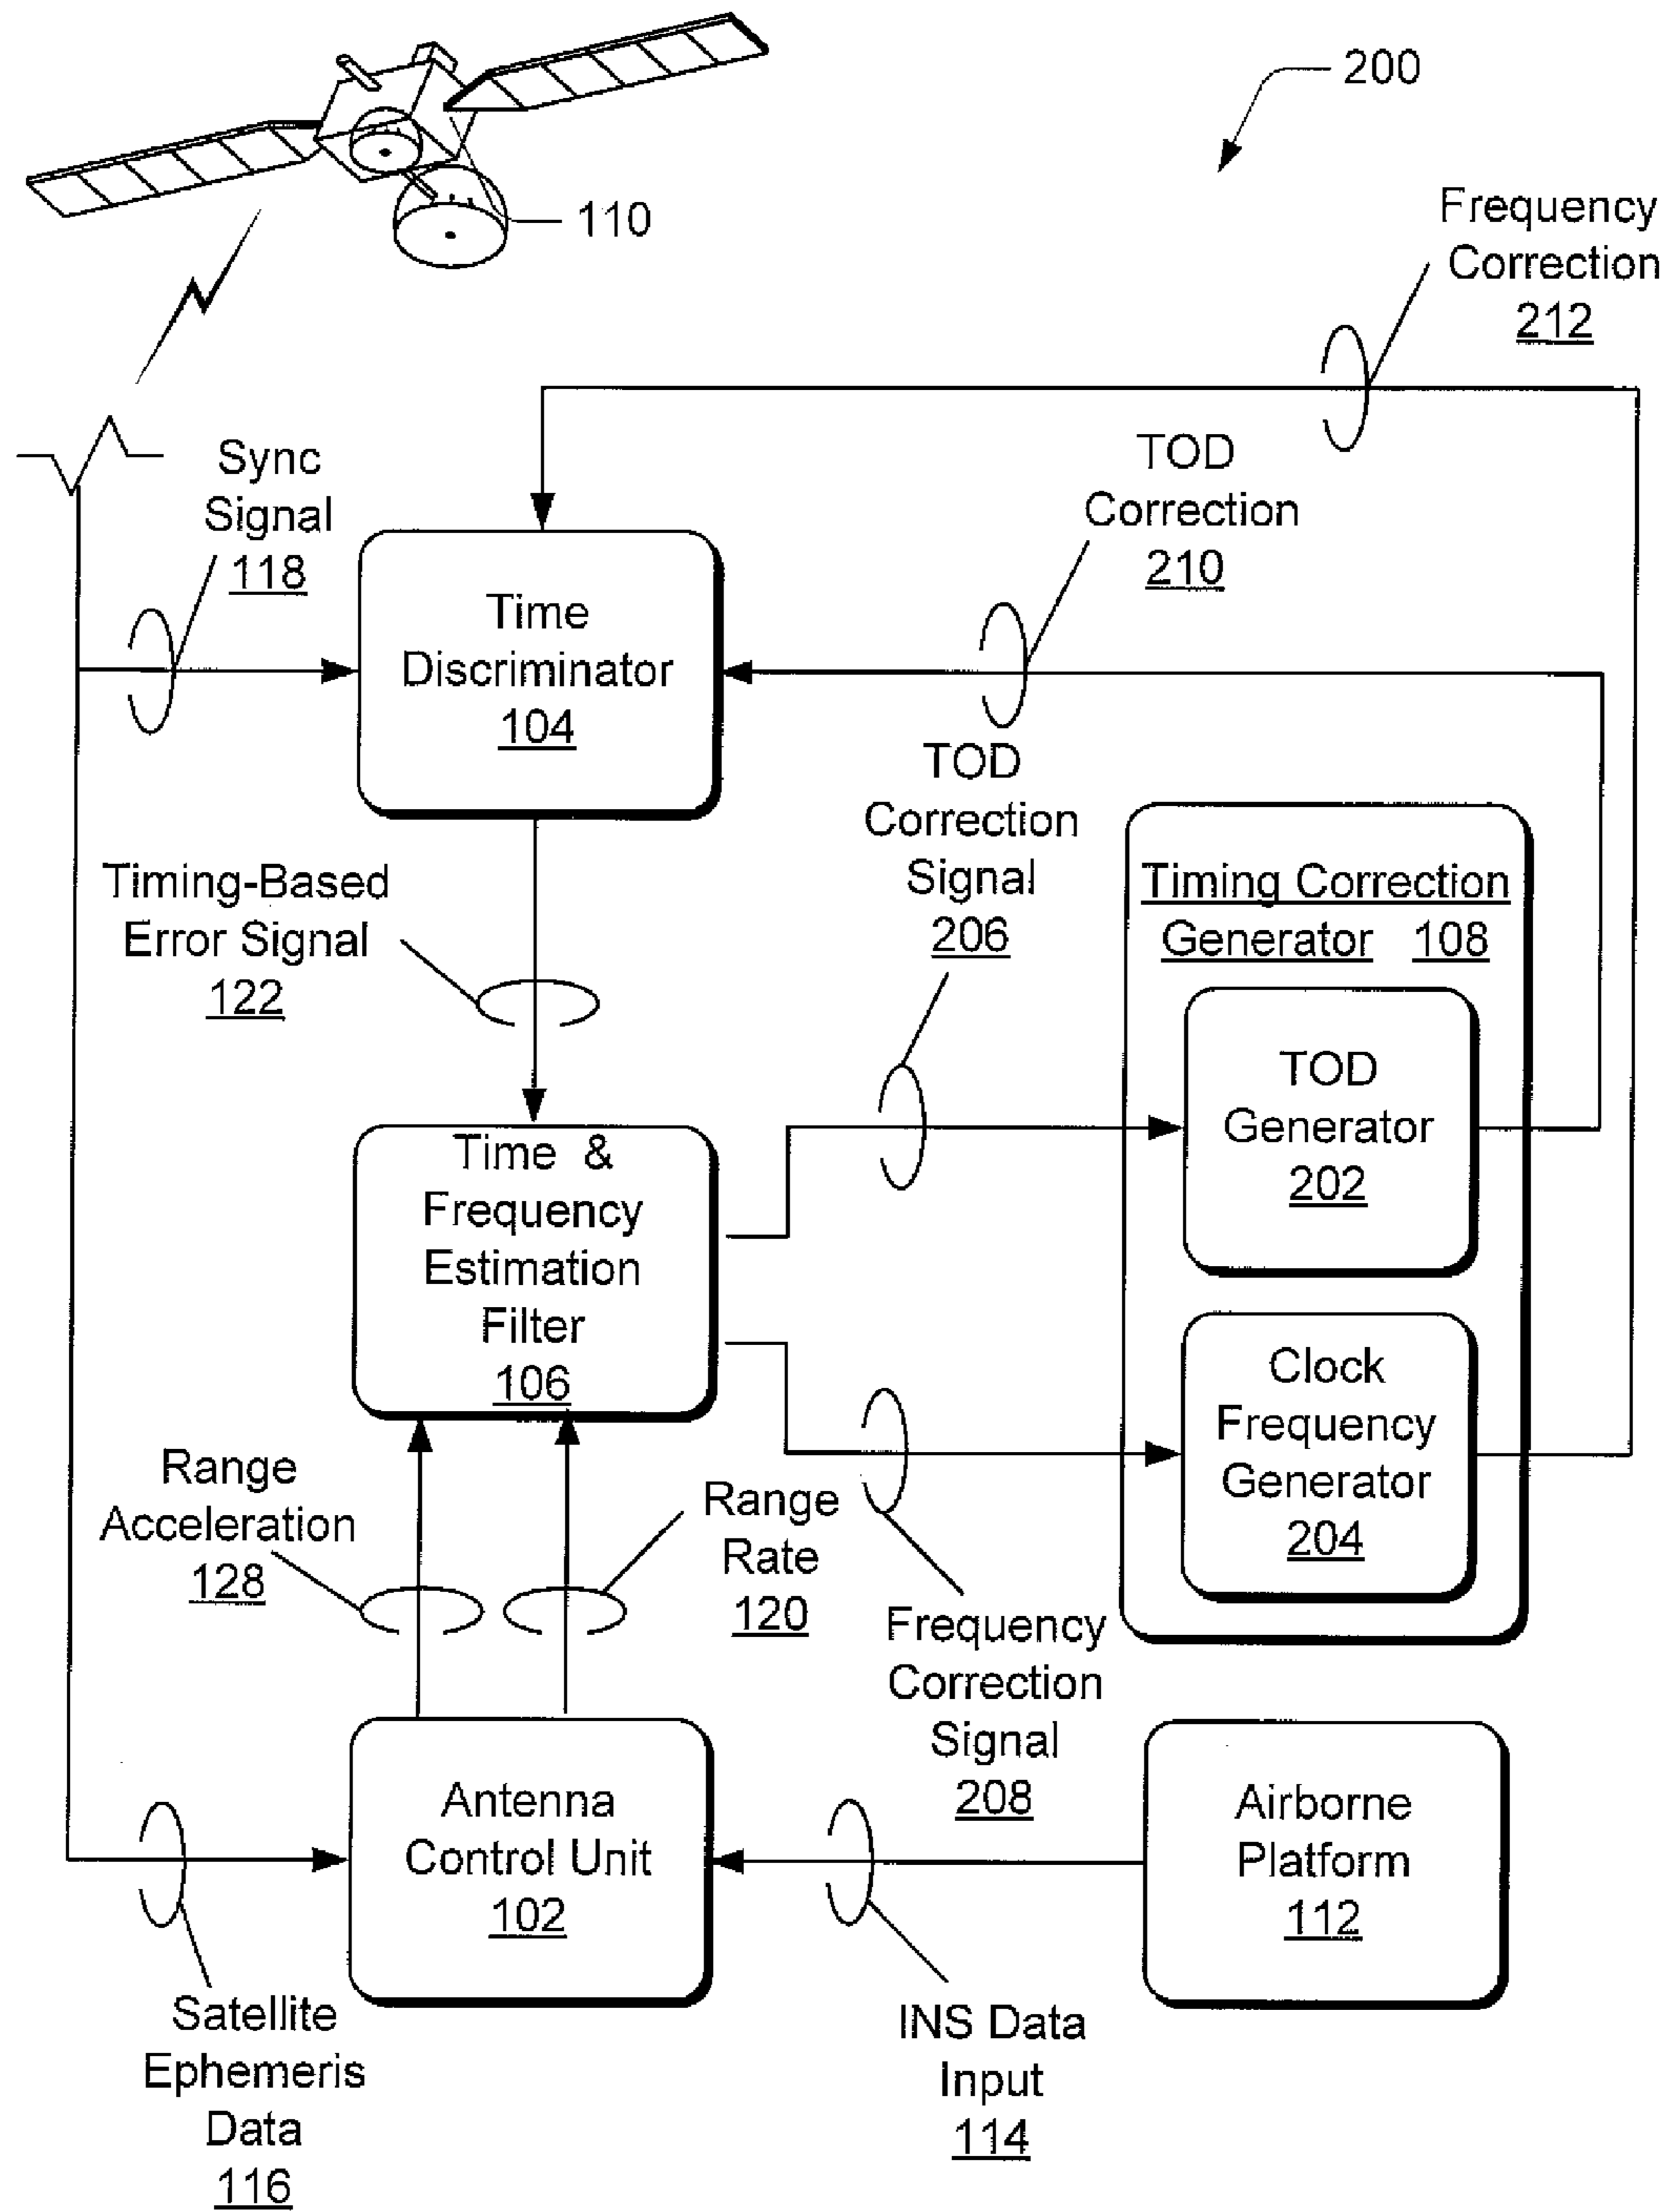 200
110
Frequency
Correction
212
Sync
Signal
118
TOD
Correction
210
Time
Discriminator
104
TOD
Correction
Signal
206
Timing-Based
Error Signal
122
Timing Correction
Generator 108
TOD
Generator
202
Time &
Frequency
Estimation
Filter
106
Clock
Frequency
Generator
204
Range
Acceleration
128
Range
Rate
120
Frequency
Correction
Signal
208
Antenna
Control Unit
102
Airborne
Platform
112
Satellite
Ephemeris
Data
116
INS Data
Input
114